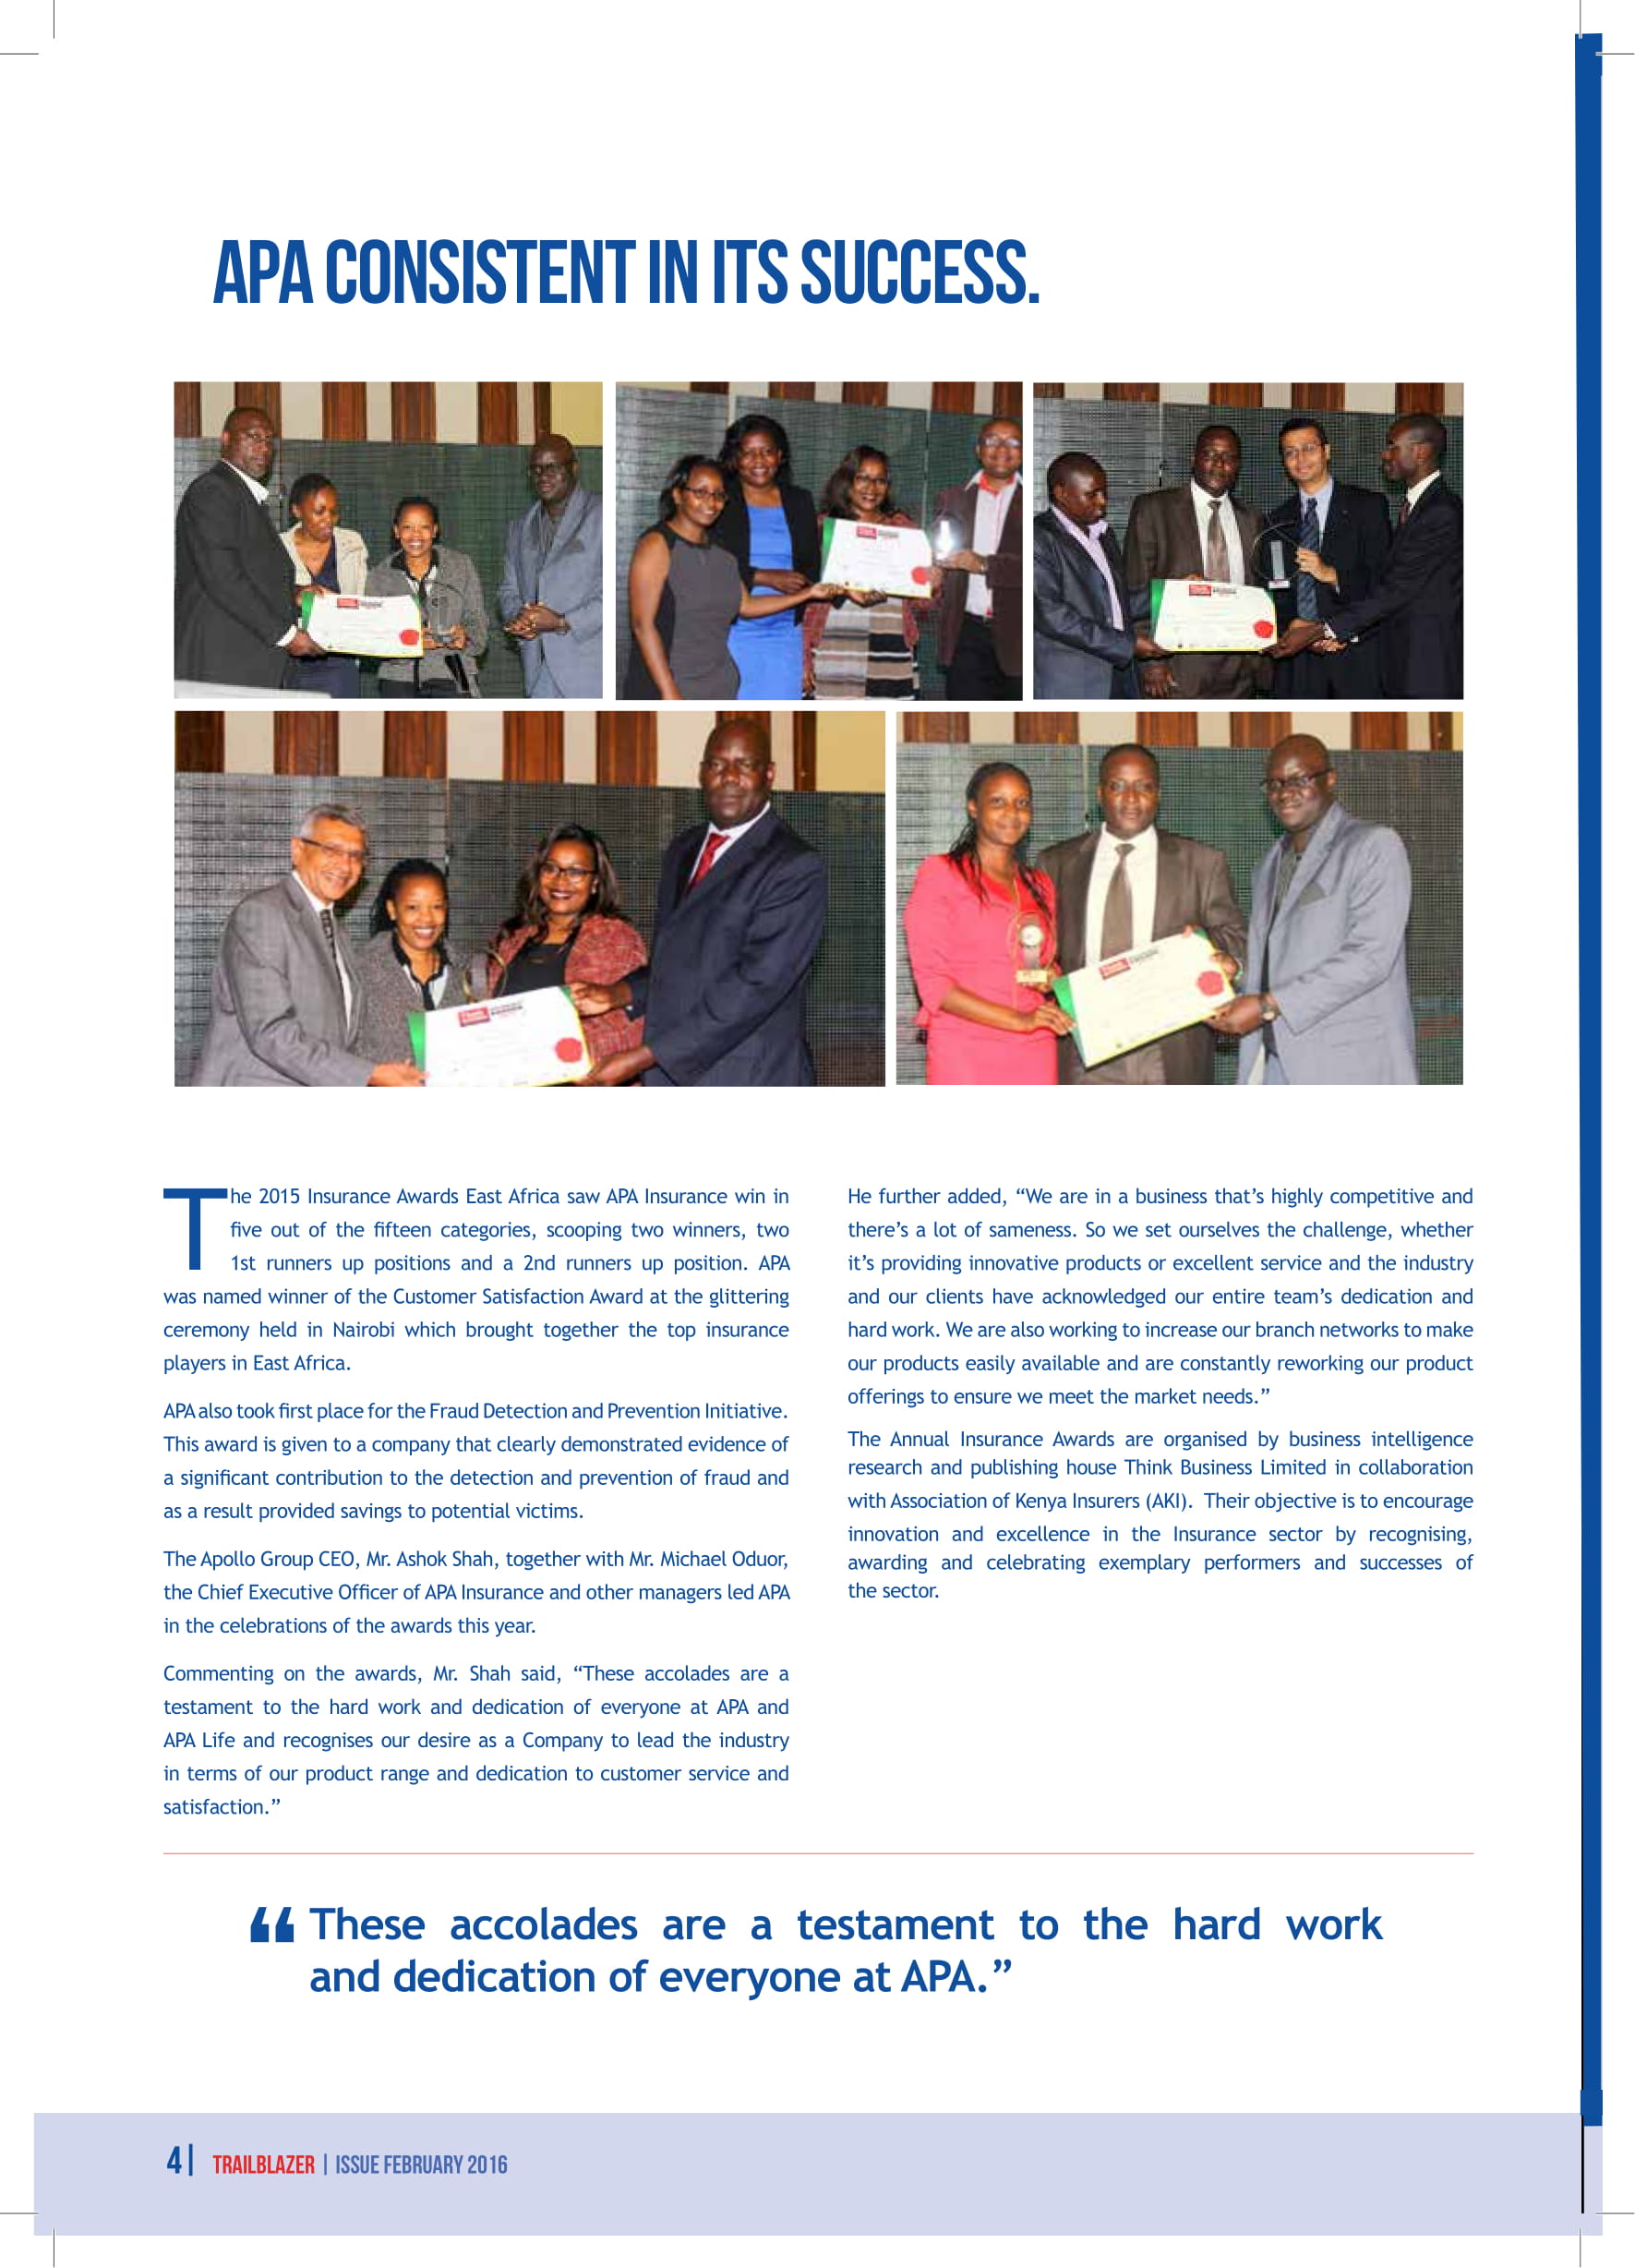 APA CONSISTENT IN ITS SUCCESS.
The 2015 Insurance Awards East Africa saw APA Insurance win in
five out of the fifteen categories, scooping two winners, two
1st runners up positions and a 2nd runners up position. APA
was named winner of the Customer Satisfaction Award at the glittering
ceremony held in Nairobi which brought together the top insurance
players in East Africa.
APA also took first place for the Fraud Detection and Prevention Initiative.
This award is given to a company that clearly demonstrated evidence of
a significant contribution to the detection and prevention of fraud and
as a result provided savings to potential victims.
The Apollo Group CEO, Mr. Ashok Shah, together with Mr. Michael Oduor,
the Chief Executive Officer of APA Insurance and other managers led APA
in the celebrations of the awards this year.
Commenting on the awards, Mr. Shah said, “These accolades are a
testament to the hard work and dedication of everyone at APA and
APA Life and recognises our desire as a Company to lead the industry
in terms of our product range and dedication to customer service and
satisfaction.”
He further added, “We are in a business that’s highly competitive and
there’s a lot of sameness. So we set ourselves the challenge, whether
it’s providing innovative products or excellent service and the industry
and our clients have acknowledged our entire team’s dedication and
hard work. We are also working to increase our branch networks to make
our products easily available and are constantly reworking our product
offerings to ensure we meet the market needs.”
The Annual Insurance Awards are organised by business intelligence
research and publishing house Think Business Limited in collaboration
with Association of Kenya Insurers (AKI). Their objective is to encourage
innovation and excellence in the Insurance sector by recognising,
awarding and celebrating exemplary performers and successes of
the sector.
“These accolades are a testament to the hard work
and dedication of everyone at APA.”
4| TRAILBLAZER | ISSUE FEBRUARY 2016